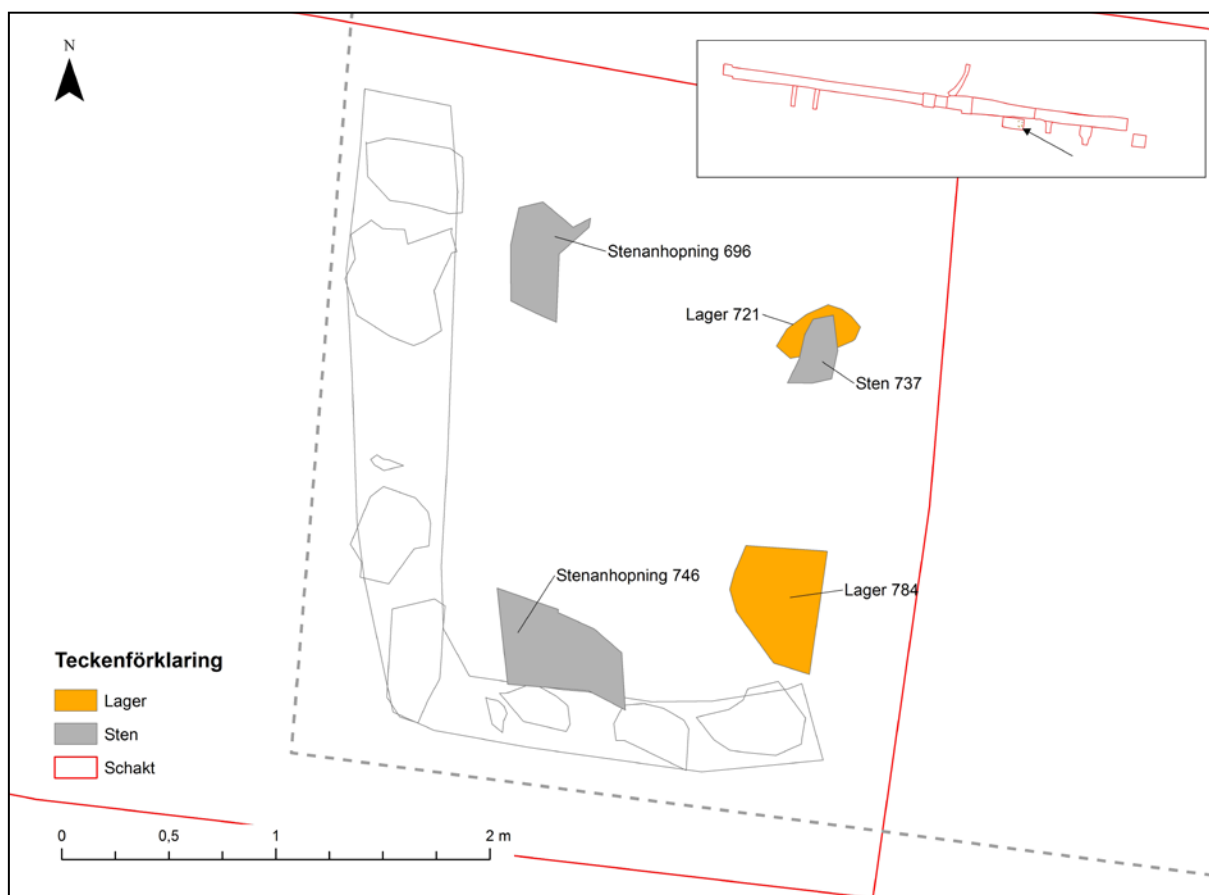 N
Stenanhopning 696
Lager 721
Sten 737
Stenanhopning 746
Lager 784
Teckenförklaring
Lager
Sten
Schakt
0 0,5 1 2 m